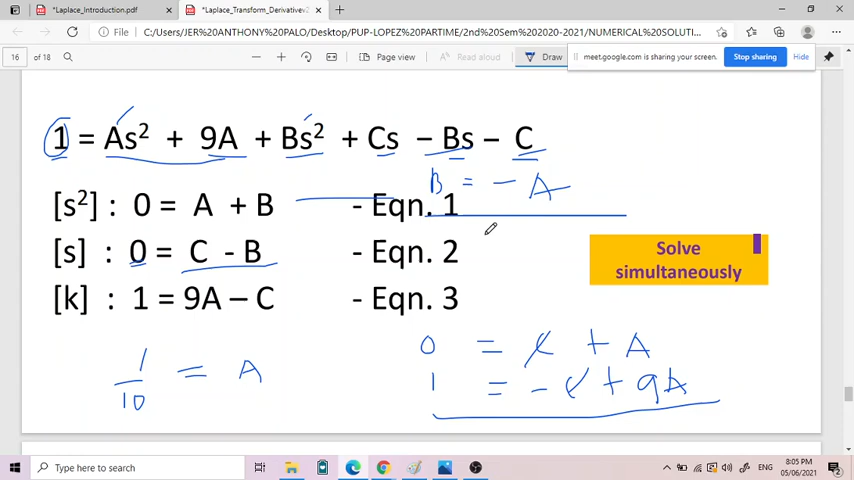 *Laplace_Introduction.pdf
*Laplace_Transform_Derivativev2
File
C:/Users/JER%20ANTHONY%20PALO/Desktop/PUP-LOPEZ%20PARTIME/2nd%20Sem%202020-2021/NUMERICAL%20SOLUTI...
16 of 18
Page view
Read aloud
Draw
meet.google.com is sharing your screen.
Stop sharing
Hide
1 = As² + 9A + Bs² + Cs – Bs – C
B = - A
[s²] : 0 = A + B - Eqn. 1
[s] : 0 = C - B - Eqn. 2
Solve
simultaneously
[k] : 1 = 9A – C - Eqn. 3
0 = c + A
1 = - c + 9A
1/10 = A
Type here to search
ENG
8:05 PM
05/06/2021
2